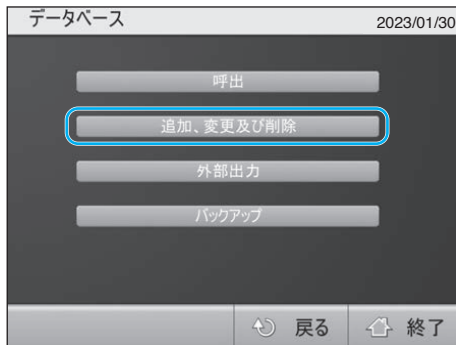 データベース 2023/01/30
呼出
追加、変更及び削除
外部出力
バックアップ
戻る 終了